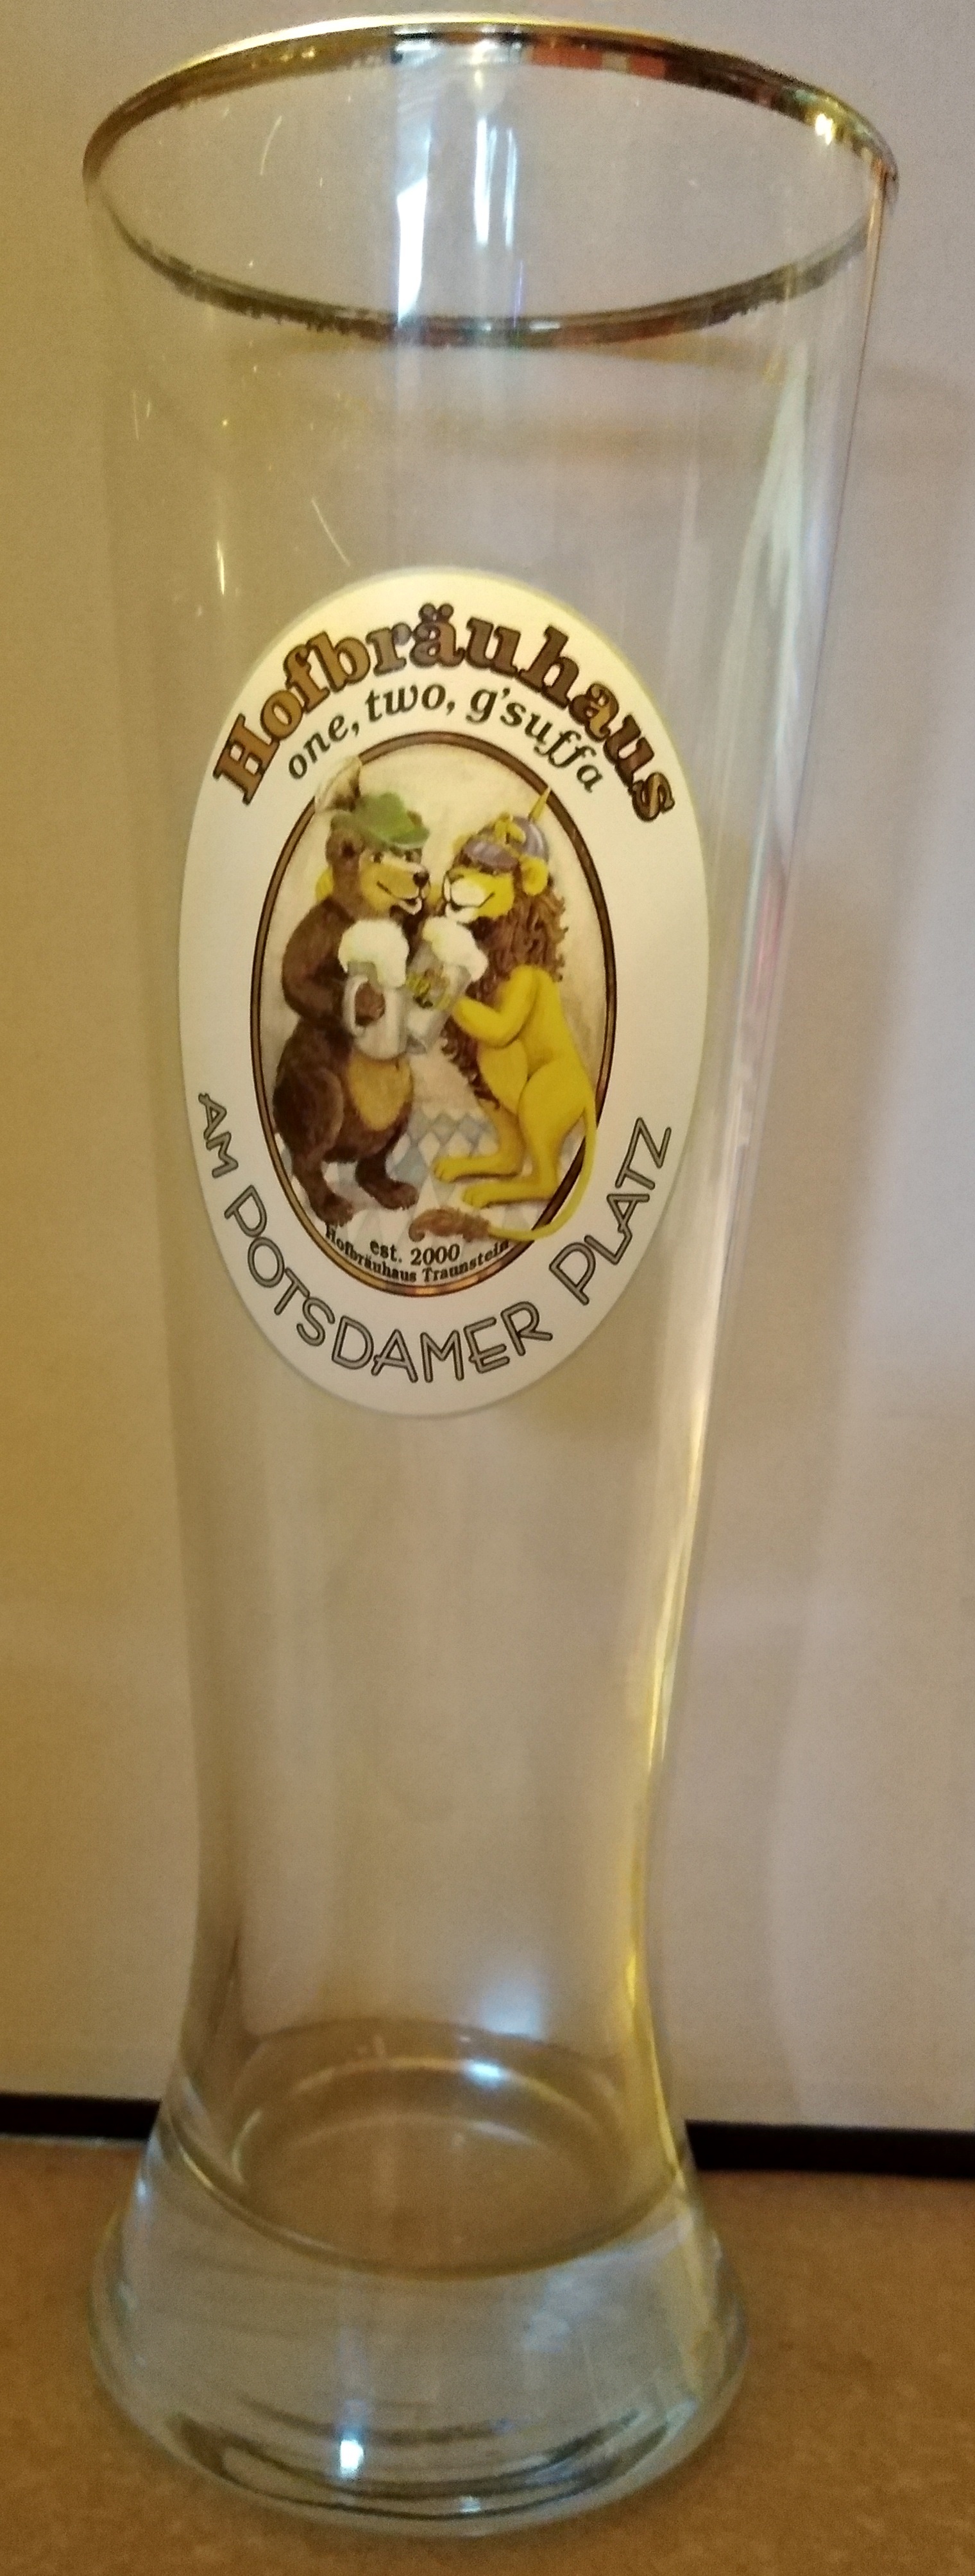 Hofbräuhaus
one, two, g'suffa
est. 2000
Hofbräuhaus Traunstein
AM POTSDAMER PLATZ